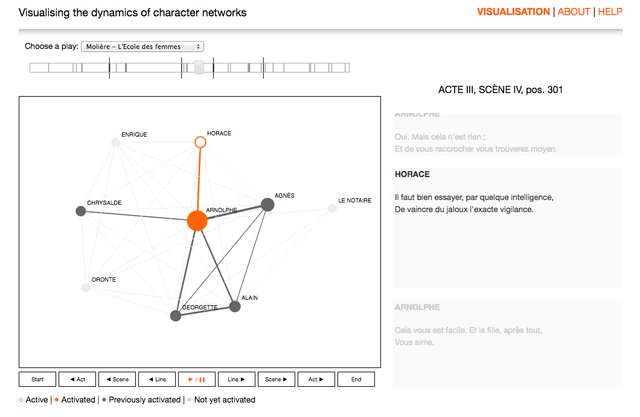 Visualising the dynamics of character networks
VISUALISATION | ABOUT | HELP
Choose a play: Molière – L'Ecole des femmes
ACTE III, SCÈNE IV, pos. 301
ENRIQUE
HORACE
CHRYSALDE
ARNOLPHE
AGNÈS
LE NOTAIRE
ORONTE
GEORGETTE
ALAIN
ARNOLPHE
Oui. Mais cela n'est rien ;
Et de vous raccrocher vous trouverez moyen.
HORACE
Il faut bien essayer, par quelque intelligence,
De vaincre du jaloux l'exacte vigilance.
ARNOLPHE
Cela vous est facile. Et la fille, après tout,
Vous aime.
Start
◄ Act
◄ Scene
◄ Line
► / ❚❚
Line ►
Scene ►
Act ►
End
Active | Activated | Previously activated | Not yet activated